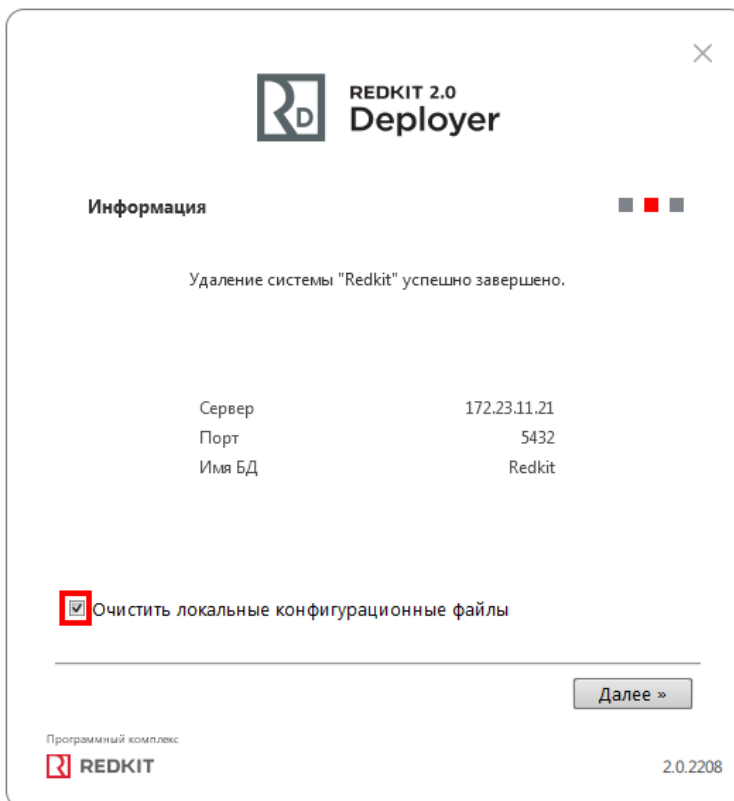 REDKIT 2.0
Deployer
Информация
Удаление системы "Redkit" успешно завершено.
Сервер 172.23.11.21
Порт 5432
Имя БД Redkit
Очистить локальные конфигурационные файлы
Далее »
Программный комплекс
REDKIT
2.0.2208